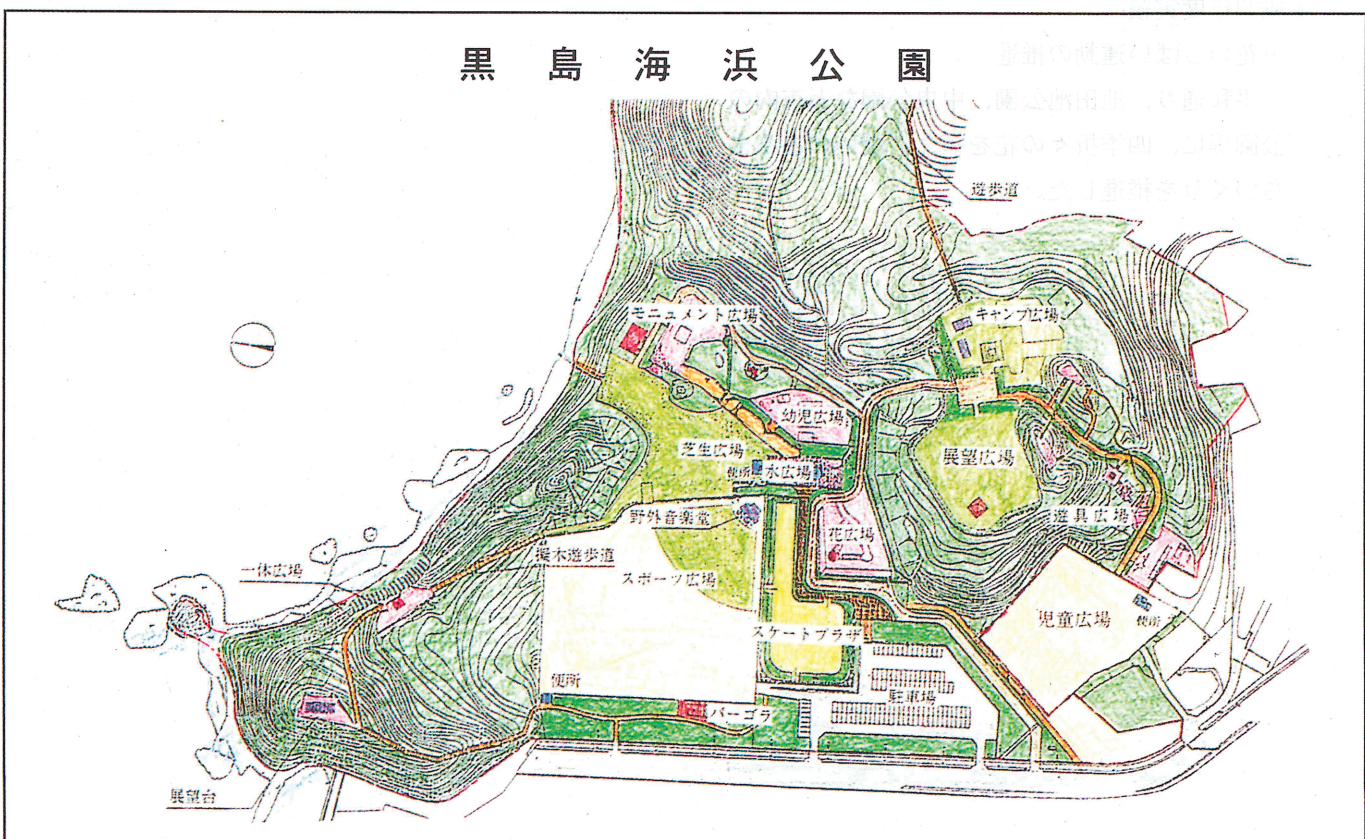 黒島海浜公園
遊歩道
モニュメント広場
キャンプ広場
幼児広場
芝生広場
展望広場
便所
水広場
遊具広場
野外音楽堂
花広場
擬木遊歩道
一体広場
スポーツ広場
児童広場
便所
スケートプラザ
便所
駐車場
パーゴラ
展望台